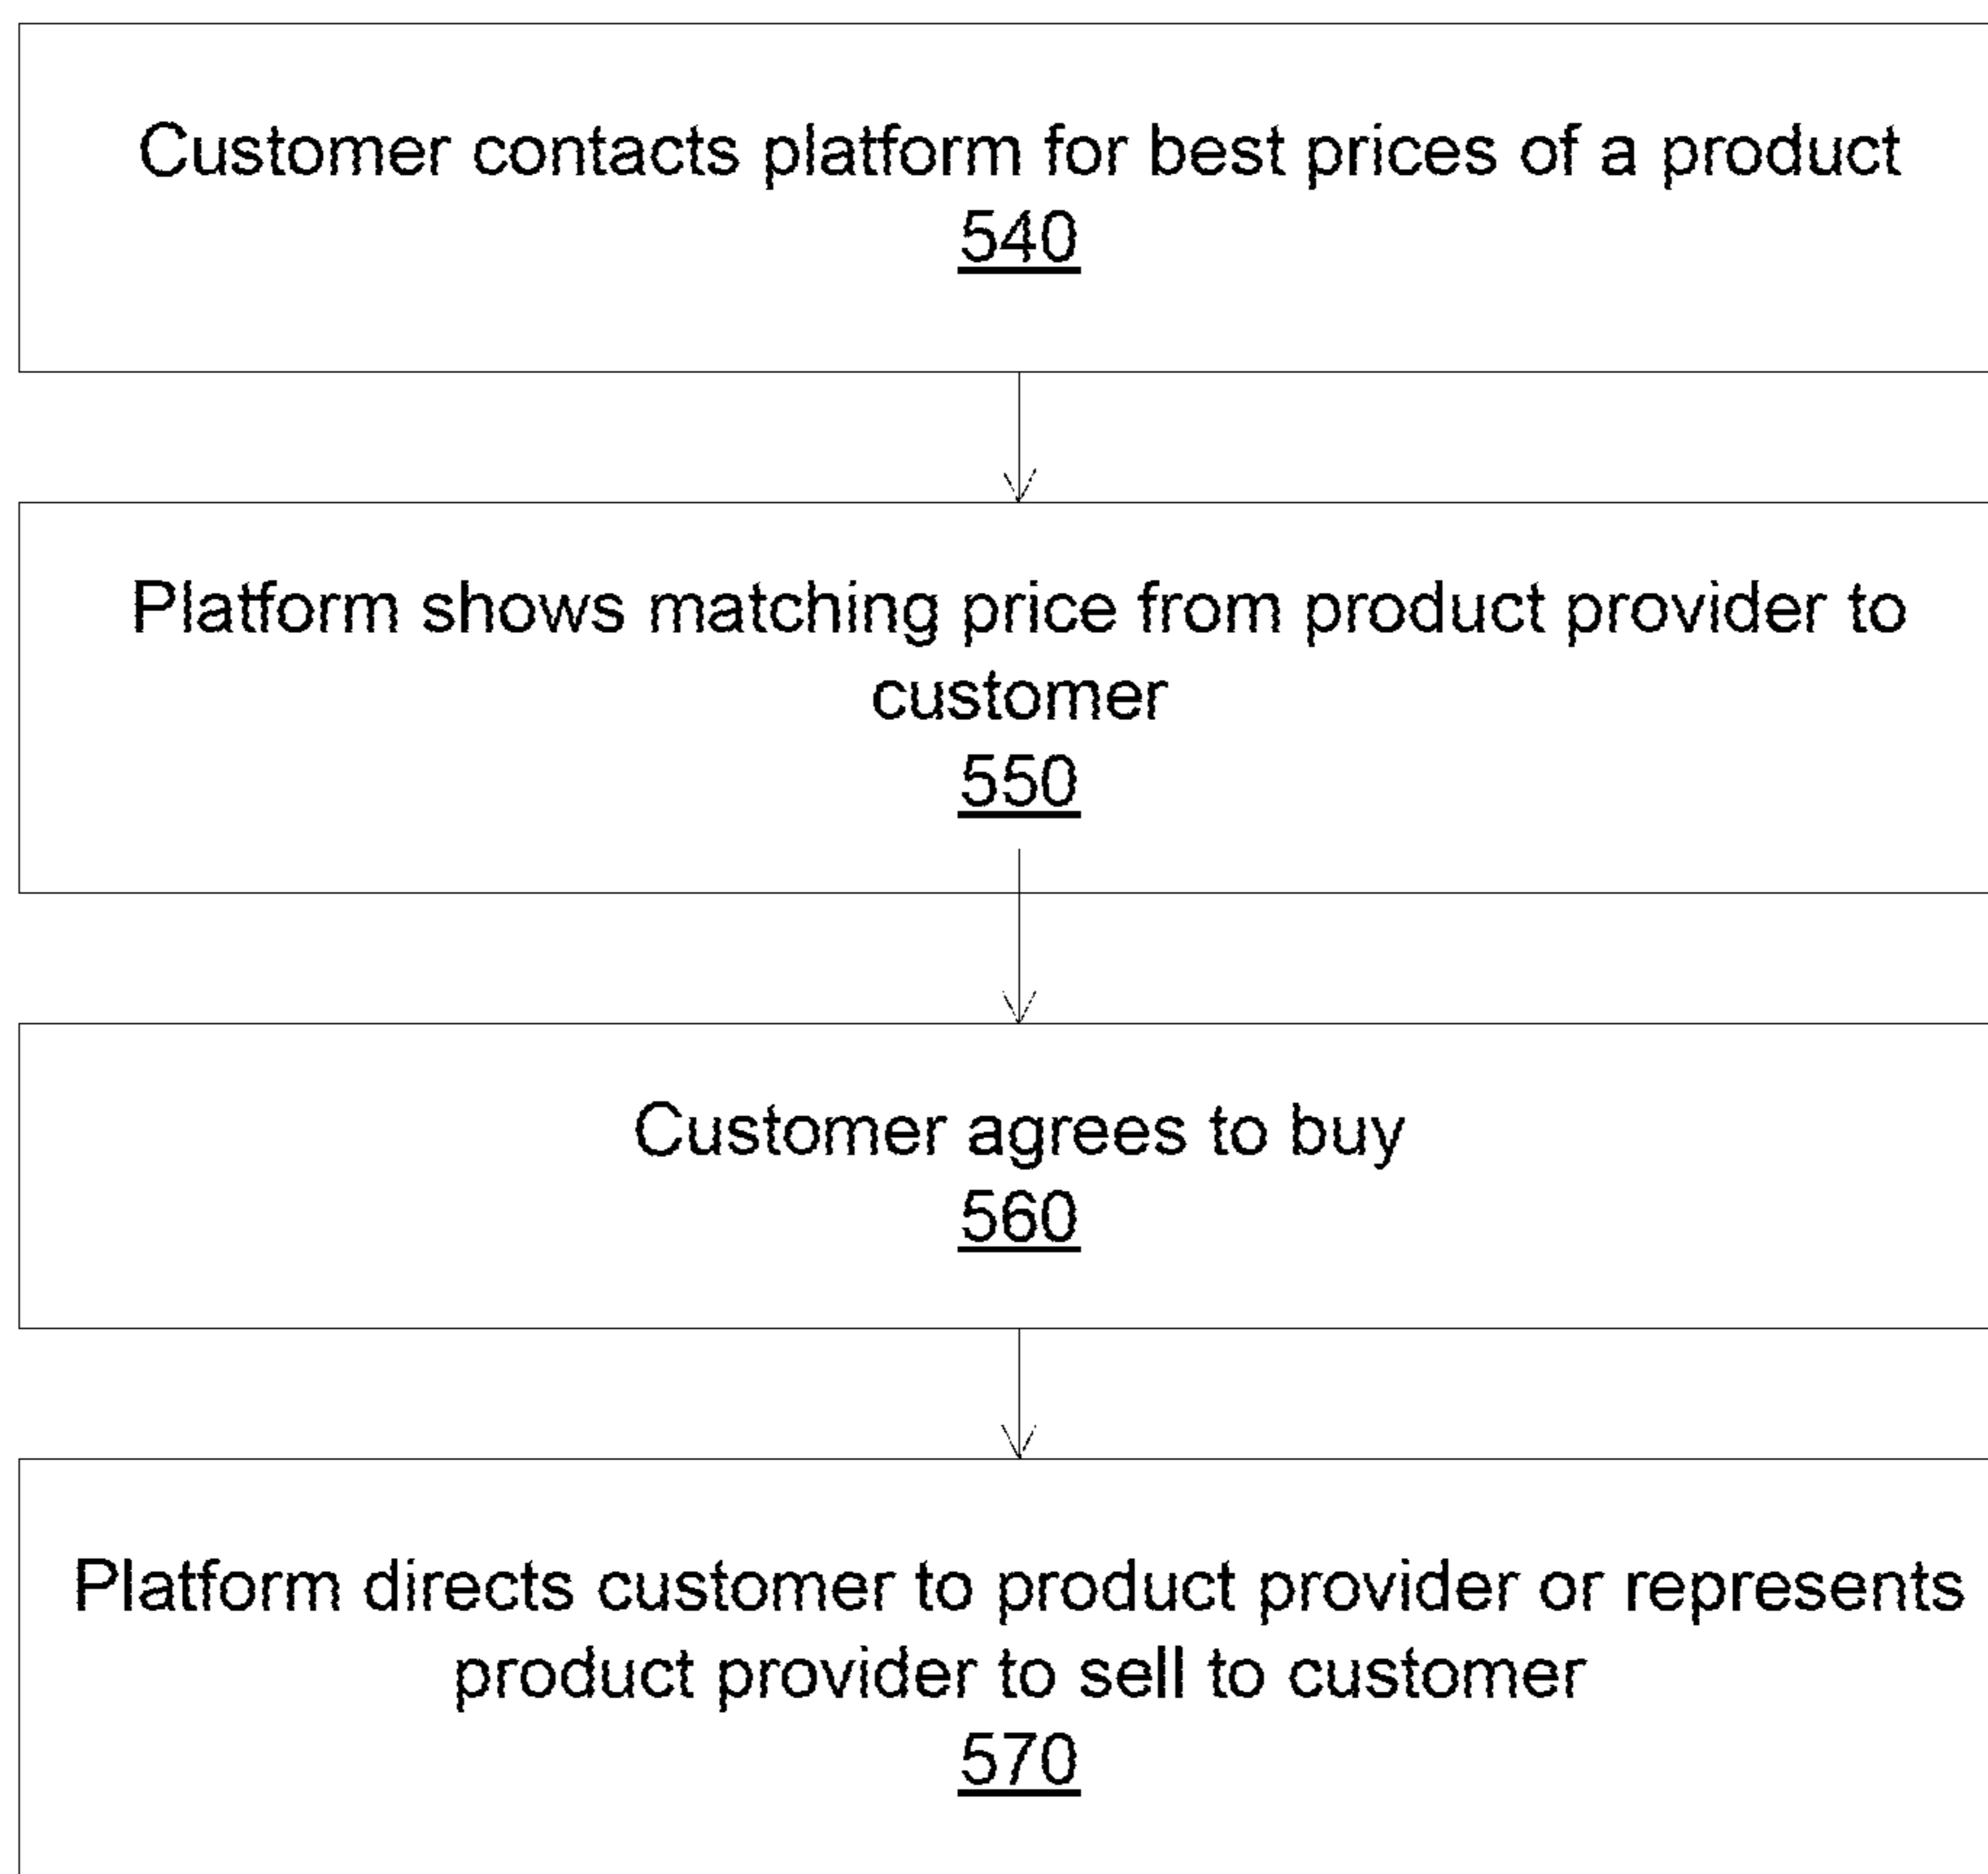 Customer contacts platform for best prices of a product
540
Platform shows matching price from product provider to
customer
550
Customer agrees to buy
560
Platform directs customer to product provider or represents
product provider to sell to customer
570